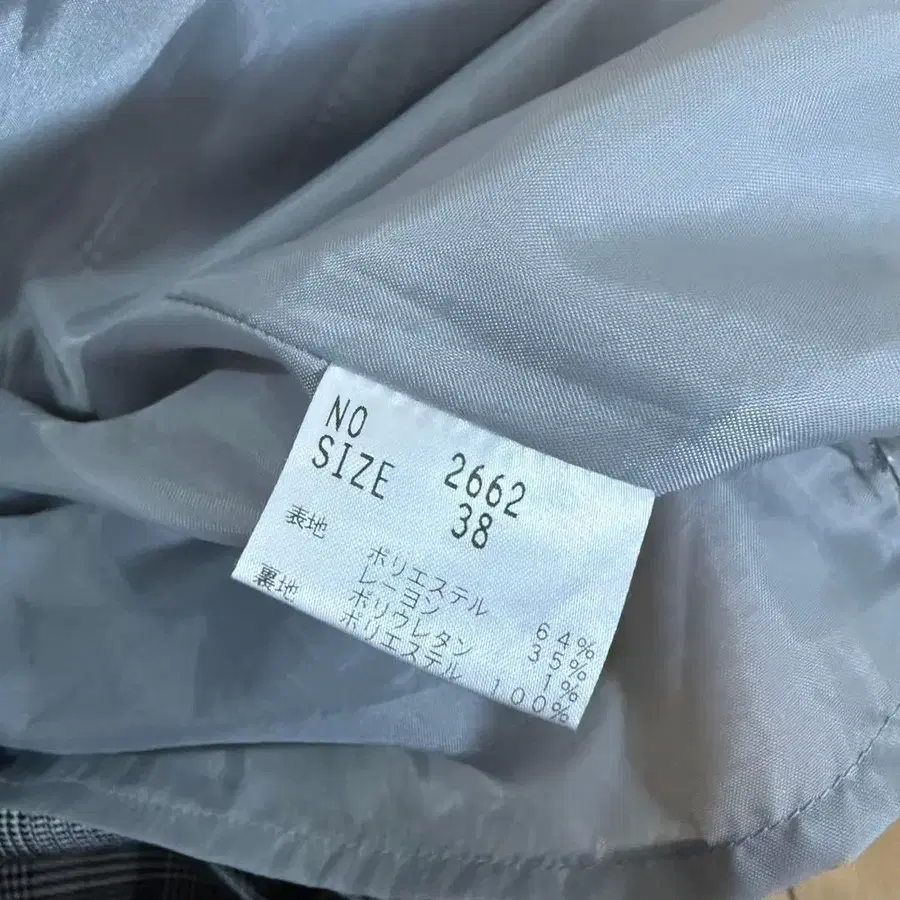 NO 2662
SIZE 38
表地 ポリエステル 64%
レーヨン 35%
ポリウレタン 1%
裏地 ポリエステル 100%